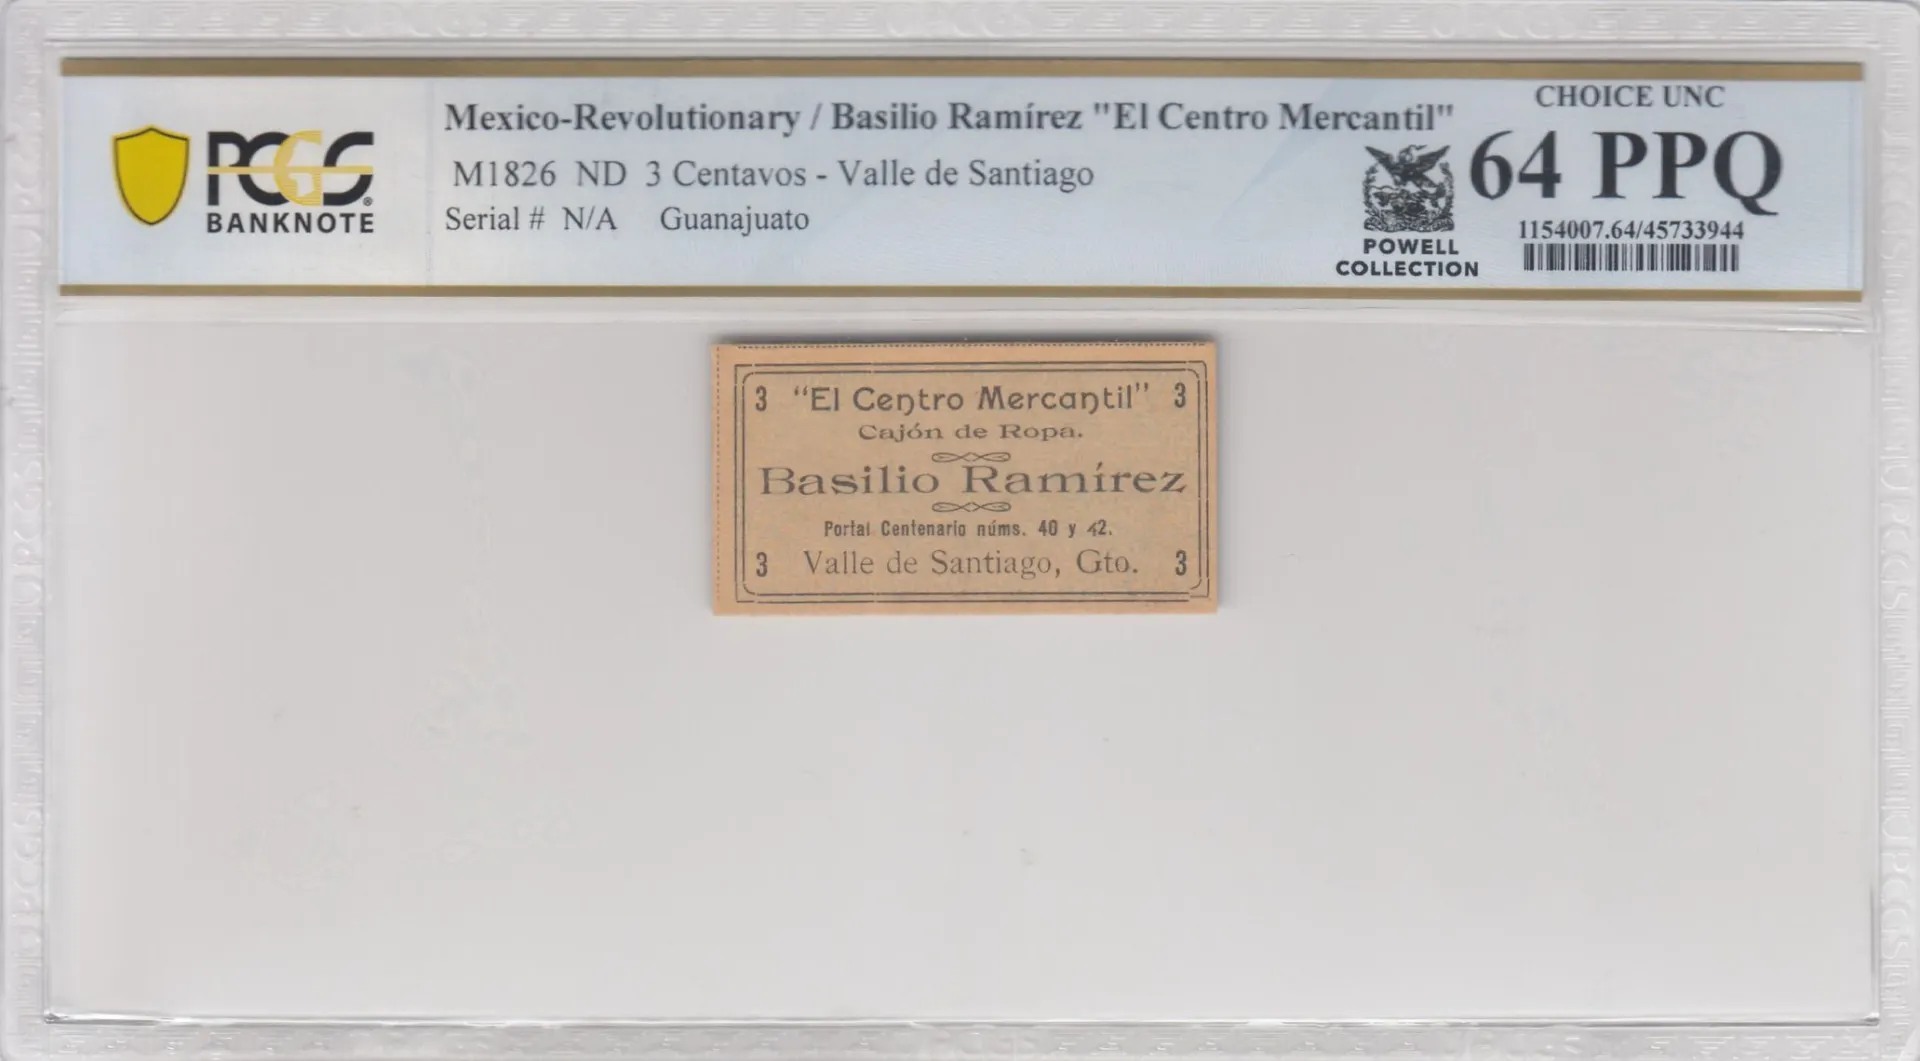 PCGS
BANKNOTE
Mexico-Revolutionary / Basilio Ramírez "El Centro Mercantil"
M1826 ND 3 Centavos - Valle de Santiago
Serial # N/A Guanajuato
POWELL
COLLECTION
CHOICE UNC
64 PPQ
1154007.64/45733944
3 "El Centro Mercantil" 3
Cajón de Ropa.
Basilio Ramírez
Portal Centenario núms. 40 y 42.
3 Valle de Santiago, Gto. 3